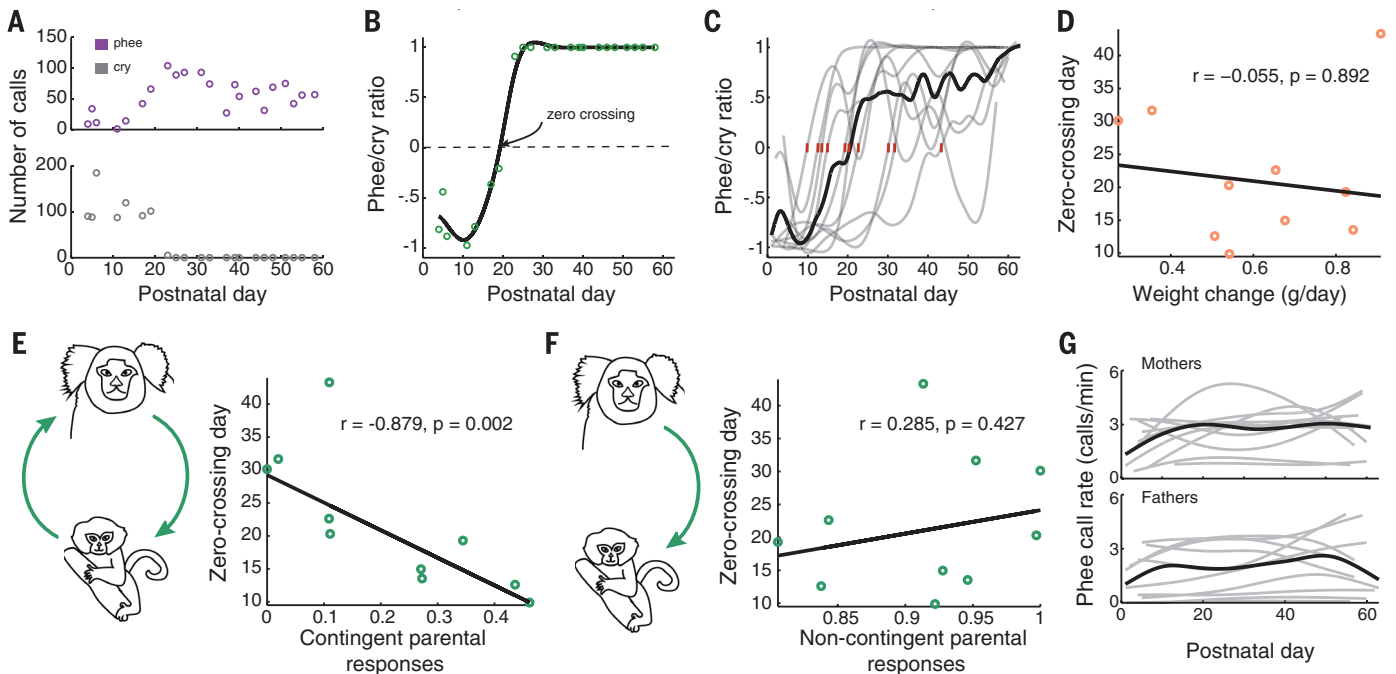 A
150
100
50
0
phee
cry
200
100
0
0 10 20 30 40 50 60
Number of calls
Postnatal day
B
1
.5
0
-.5
-1
zero crossing
0 10 20 30 40 50 60
Phee/cry ratio
Postnatal day
C
1
.5
0
-.5
-1
0 10 20 30 40 50 60
Phee/cry ratio
Postnatal day
D
40
35
30
25
20
15
10
r = −0.055, p = 0.892
0.4 0.6 0.8
Zero-crossing day
Weight change (g/day)
E
40
35
30
25
20
15
10
r = -0.879, p = 0.002
0 0.1 0.2 0.3 0.4
Zero-crossing day
Contingent parental
responses
F
40
35
30
25
20
15
10
r = 0.285, p = 0.427
0.85 0.9 0.95 1
Zero-crossing day
Non-contingent parental
responses
G
Mothers
6
3
0
Fathers
6
3
0
0 20 40 60
Phee call rate (calls/min)
Postnatal day